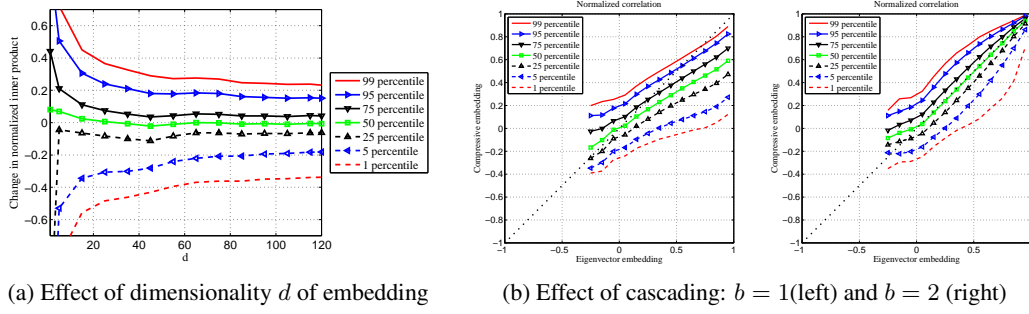 Change in normalized inner product
0.6
0.4
0.2
0
−0.2
−0.4
−0.6
20 40 60 80 100 120
d
99 percentile
95 percentile
75 percentile
50 percentile
25 percentile
5 percentile
1 percentile
(a) Effect of dimensionality d of embedding
Normalized correlation
Compressive embedding
1
0.8
0.6
0.4
0.2
0
−0.2
−0.4
−0.6
−0.8
−1
−1 −0.5 0 0.5 1
Eigenvector embedding
99 percentile
95 percentile
75 percentile
50 percentile
25 percentile
5 percentile
1 percentile
Normalized correlation
Compressive embedding
1
0.8
0.6
0.4
0.2
0
−0.2
−0.4
−0.6
−0.8
−1
−1 −0.5 0 0.5
Eigenvector embedding
99 percentile
95 percentile
75 percentile
50 percentile
25 percentile
5 percentile
1 percentile
(b) Effect of cascading: b = 1(left) and b = 2 (right)